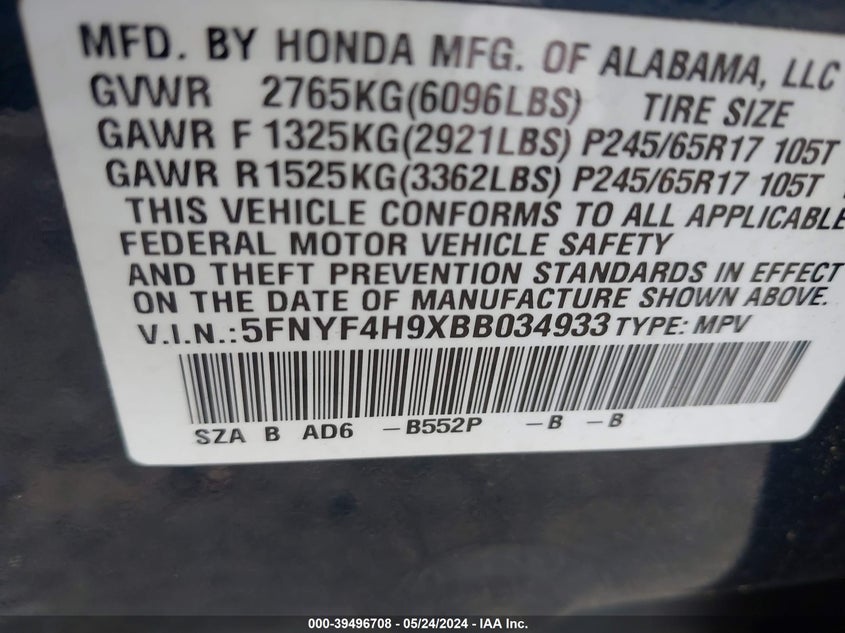 MFD. BY HONDA MFG. OF ALABAMA, LLC
GVWR 2765KG(6096LBS) TIRE SIZE
GAWR F 1325KG(2921LBS) P245/65R17 105T
GAWR R 1525KG(3362LBS) P245/65R17 105T
THIS VEHICLE CONFORMS TO ALL APPLICABLE
FEDERAL MOTOR VEHICLE SAFETY
AND THEFT PREVENTION STANDARDS IN EFFECT
ON THE DATE OF MANUFACTURE SHOWN ABOVE.
V.I.N.: 5FNYF4H9XBB034933 TYPE: MPV
SZA B AD6 -B552P -B -B
000-39496708 - 05/24/2024 - IAA Inc.